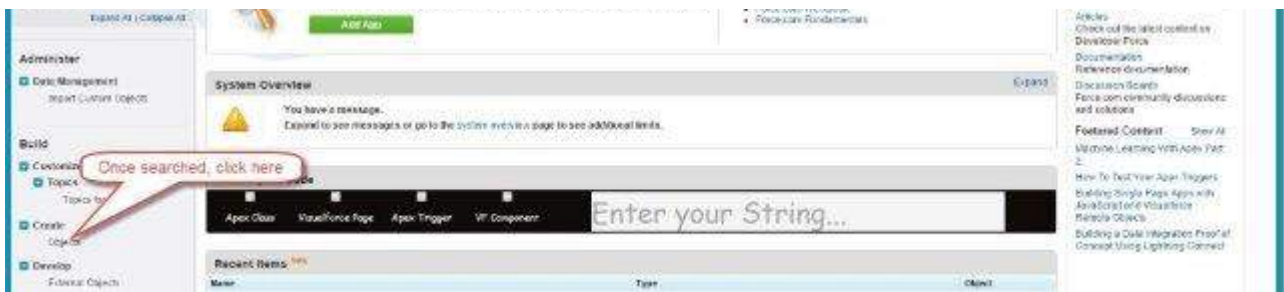 Expand All | Collapse All
Administer
Data Management
Import Custom Objects
Build
Customize
Topics
Topics
Once searched, click here
Create
Objects
Develop
External Objects
Add App
Force.com Fundamentals
System Overview
Expand
You have a message.
Expand to see messages or go to the system overview page to see additional limits.
Apex Class
Visualforce Page
Apex Trigger
VF Component
Enter your String...
Recent Items
Name
Type
Object
Articles
Check out the latest content on
Developer Force
Documentation
Reference documentation
Discussion Boards
Force.com community discussions
and solutions
Featured Content
Show All
Machine Learning With Apex Part
2
How To Test Your Apex Triggers
Building Single Page Apps with
JavaScript and Visualforce
Remote Objects
Building a Data Integration Proof of
Concept Using Lightning Connect